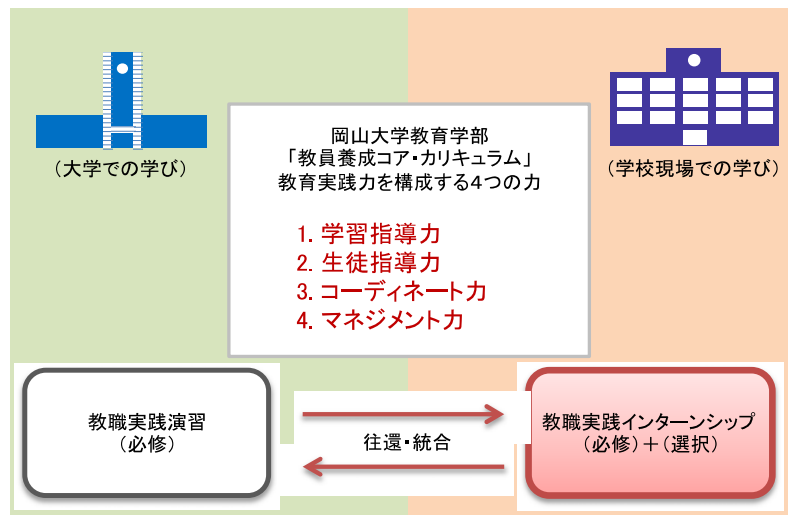 (大学での学び)
岡山大学教育学部
「教員養成コア・カリキュラム」
教育実践力を構成する4つの力
1. 学習指導力
2. 生徒指導力
3. コーディネート力
4. マネジメント力
(学校現場での学び)
教職実践演習
(必修)
往還・統合
教職実践インターンシップ
(必修)+(選択)